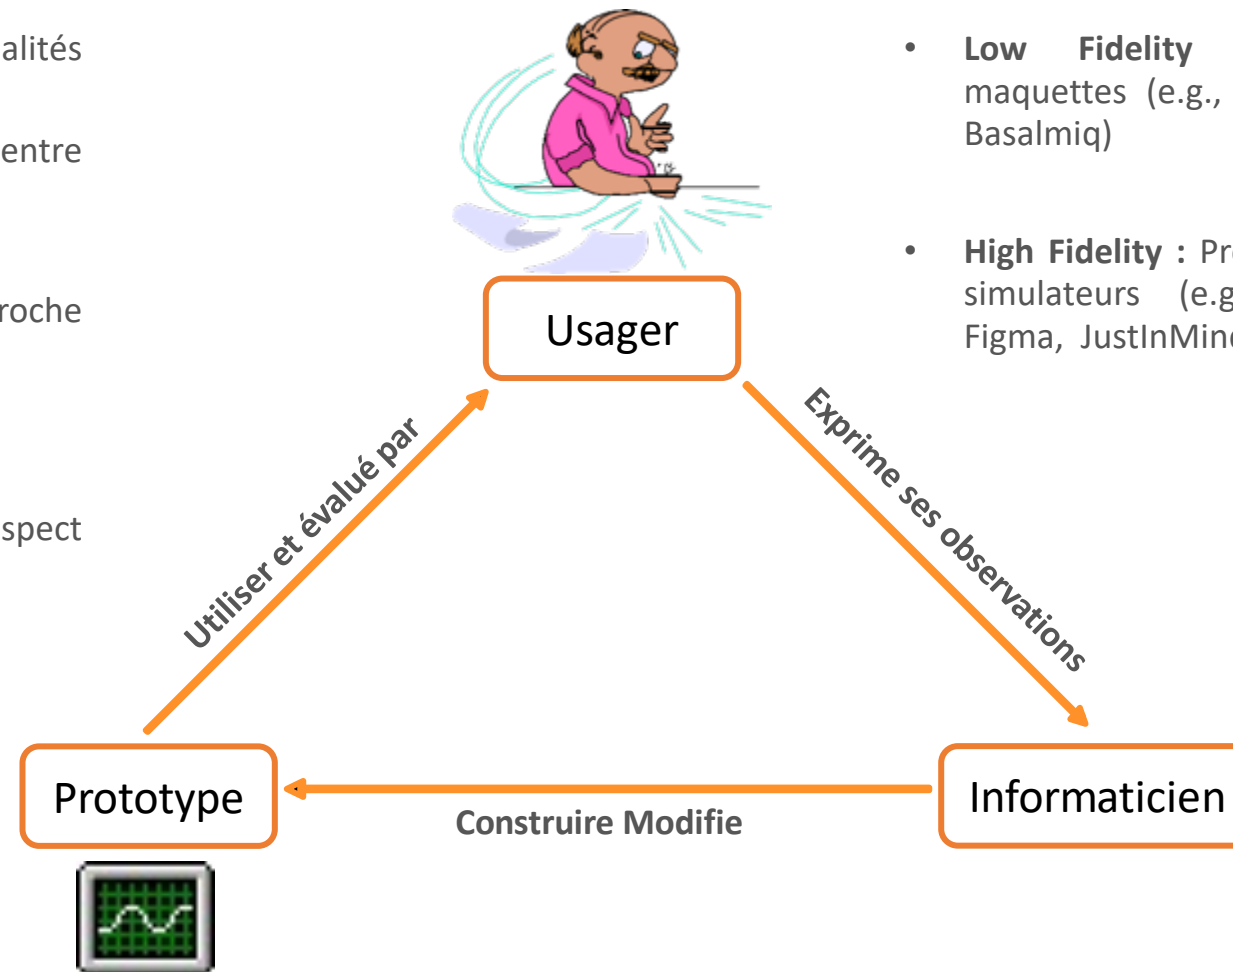 alités
entre
roche
spect
• Low Fidelity
maquettes (e.g.,
Basalmiq)
• High Fidelity : Pr
simulateurs (e.g
Figma, JustInMin
Usager
Utiliser et évalué par
Exprime ses observations
Prototype
Construire Modifie
Informaticien